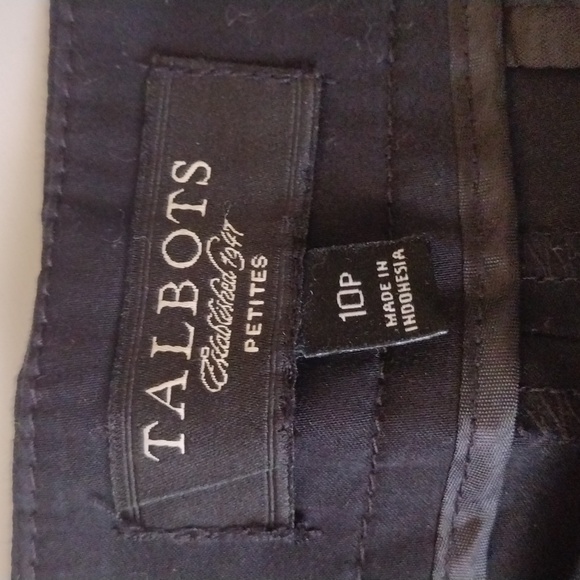 TALBOTS
Established 1947
PETITES
10P
MADE IN
INDONESIA